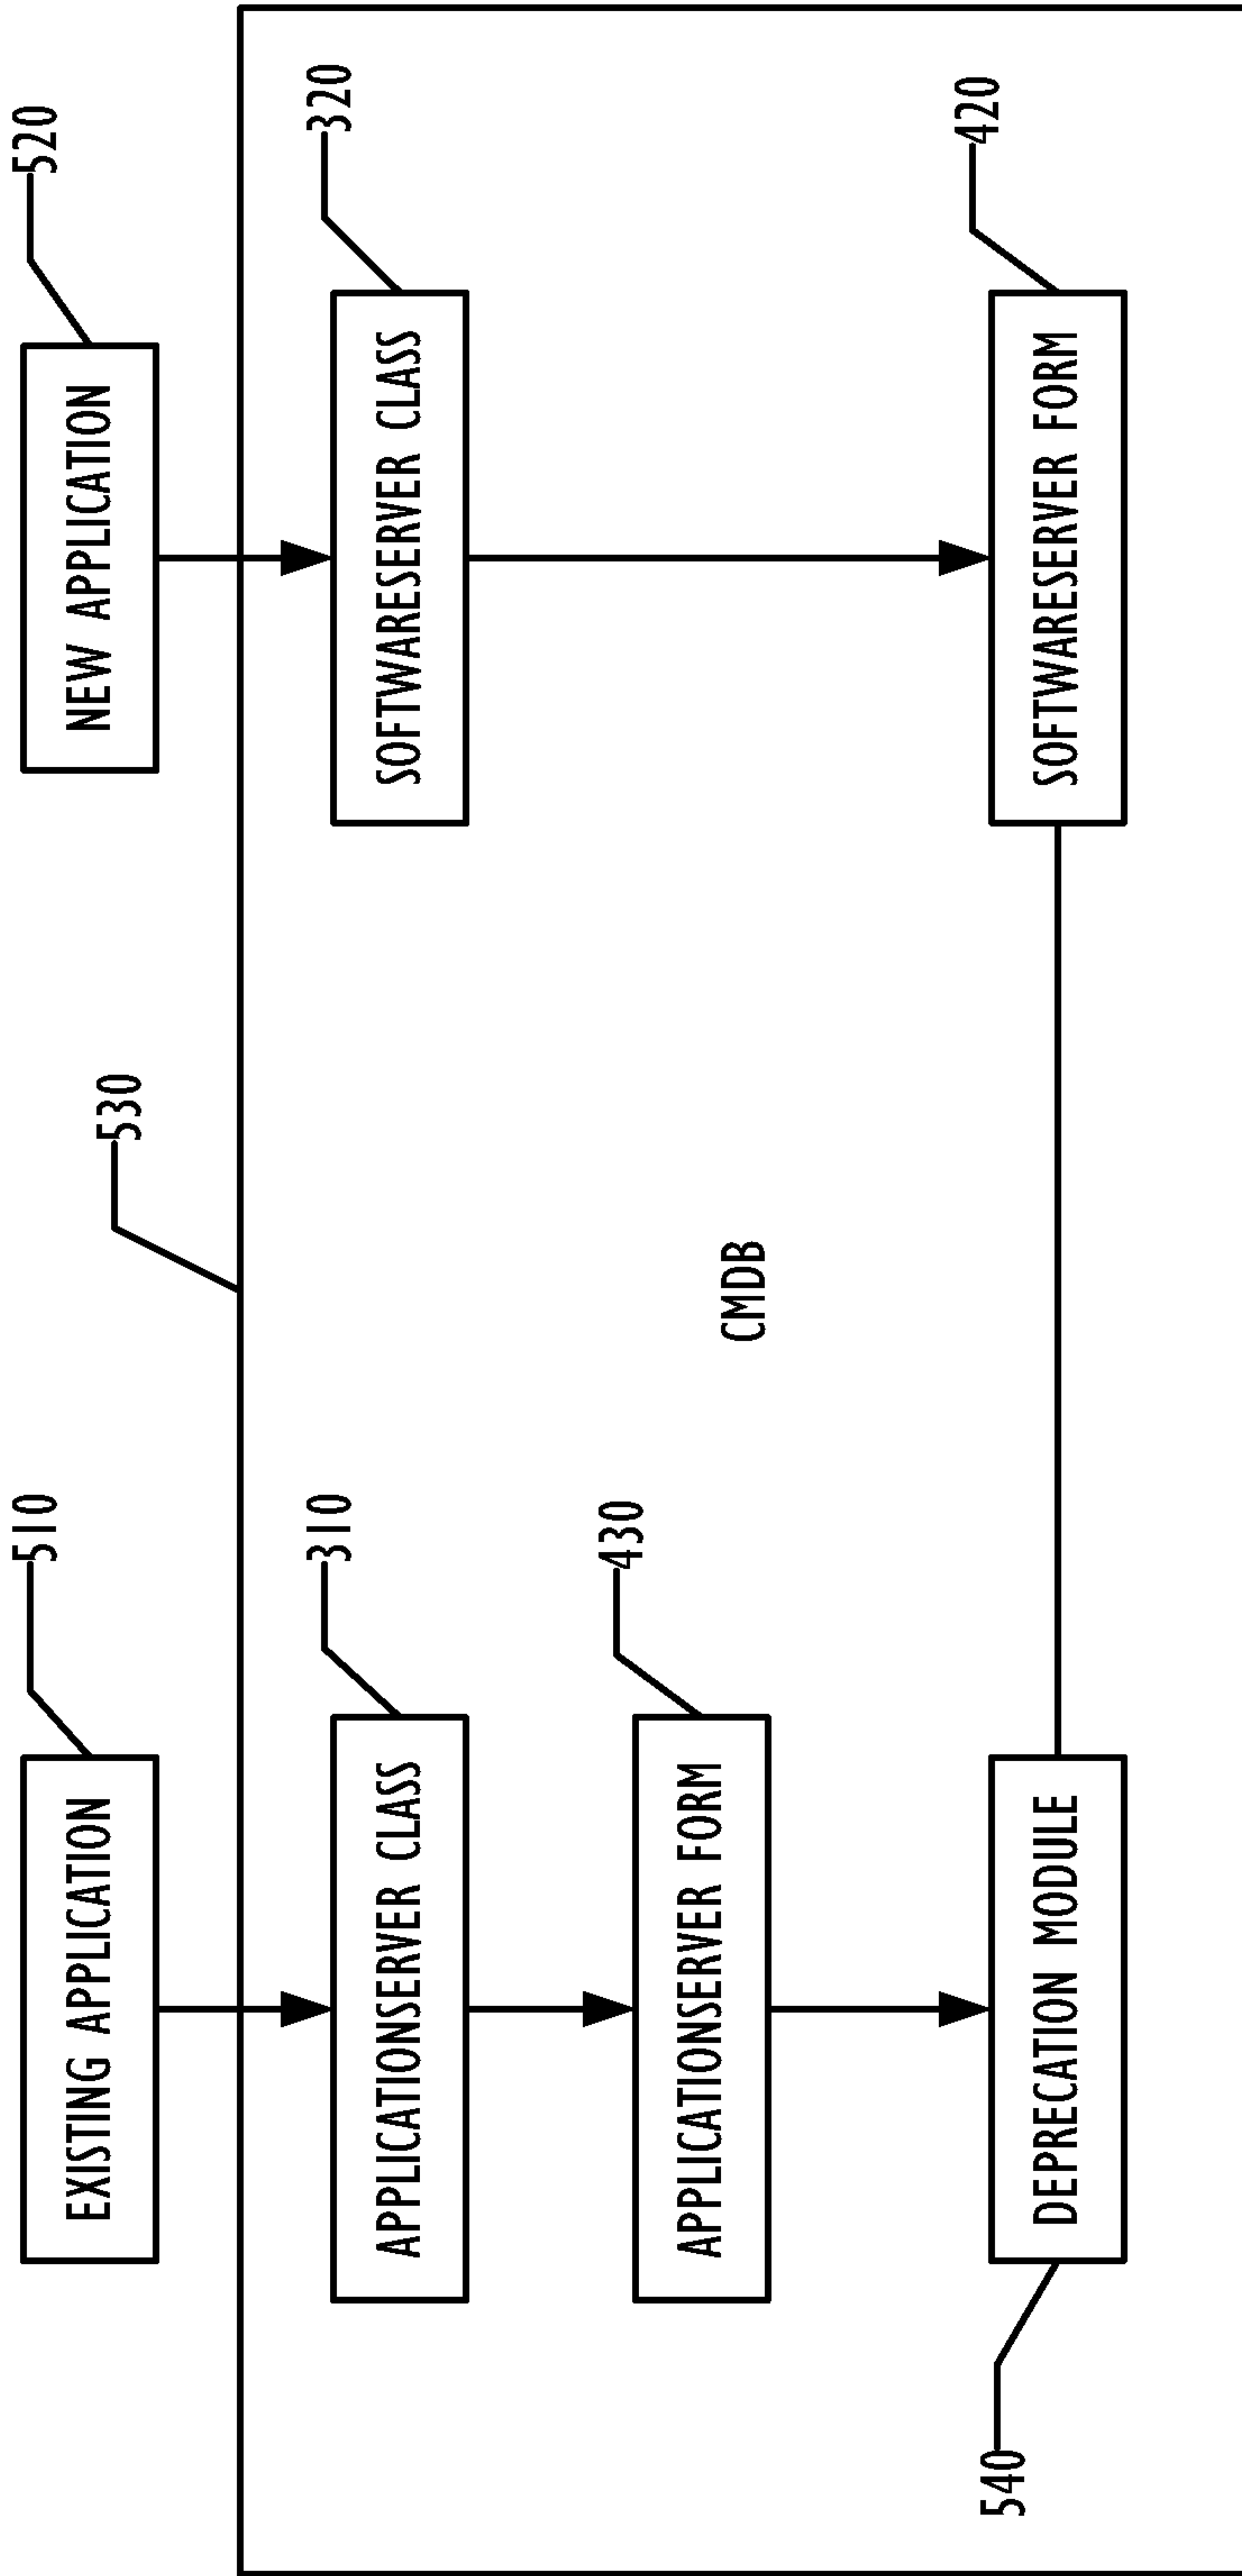 510
520
EXISTING APPLICATION
NEW APPLICATION
530
310
320
APPLICATIONSERVER CLASS
SOFTWARESERVER CLASS
430
APPLICATIONSERVER FORM
CMDB
420
540
DEPRECATION MODULE
SOFTWARESERVER FORM